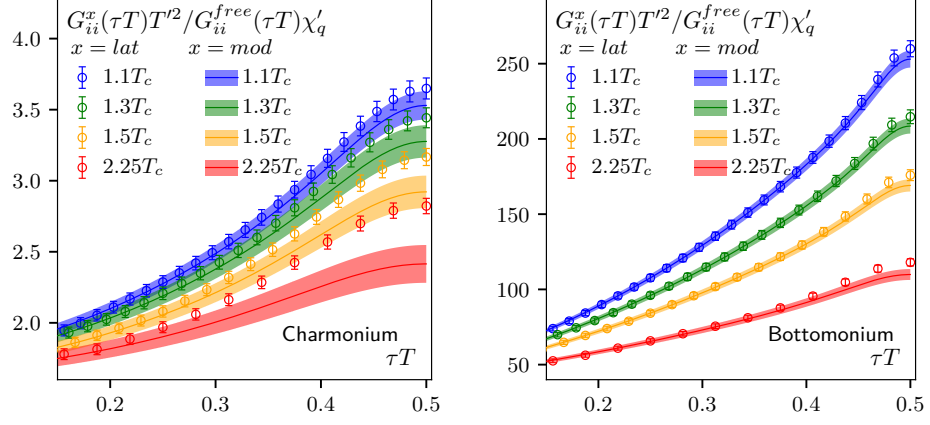 G_{ii}^{x}(τT)T'^2/G_{ii}^{free}(τT)χ'_q
x = lat x = mod
1.1T_c 1.1T_c
1.3T_c 1.3T_c
1.5T_c 1.5T_c
2.25T_c 2.25T_c
4.0
3.5
3.0
2.5
2.0
Charmonium
τT
0.2 0.3 0.4 0.5
G_{ii}^{x}(τT)T'^2/G_{ii}^{free}(τT)χ'_q
x = lat x = mod
1.1T_c 1.1T_c
1.3T_c 1.3T_c
1.5T_c 1.5T_c
2.25T_c 2.25T_c
250
200
150
100
50
Bottomonium
τT
0.2 0.3 0.4 0.5